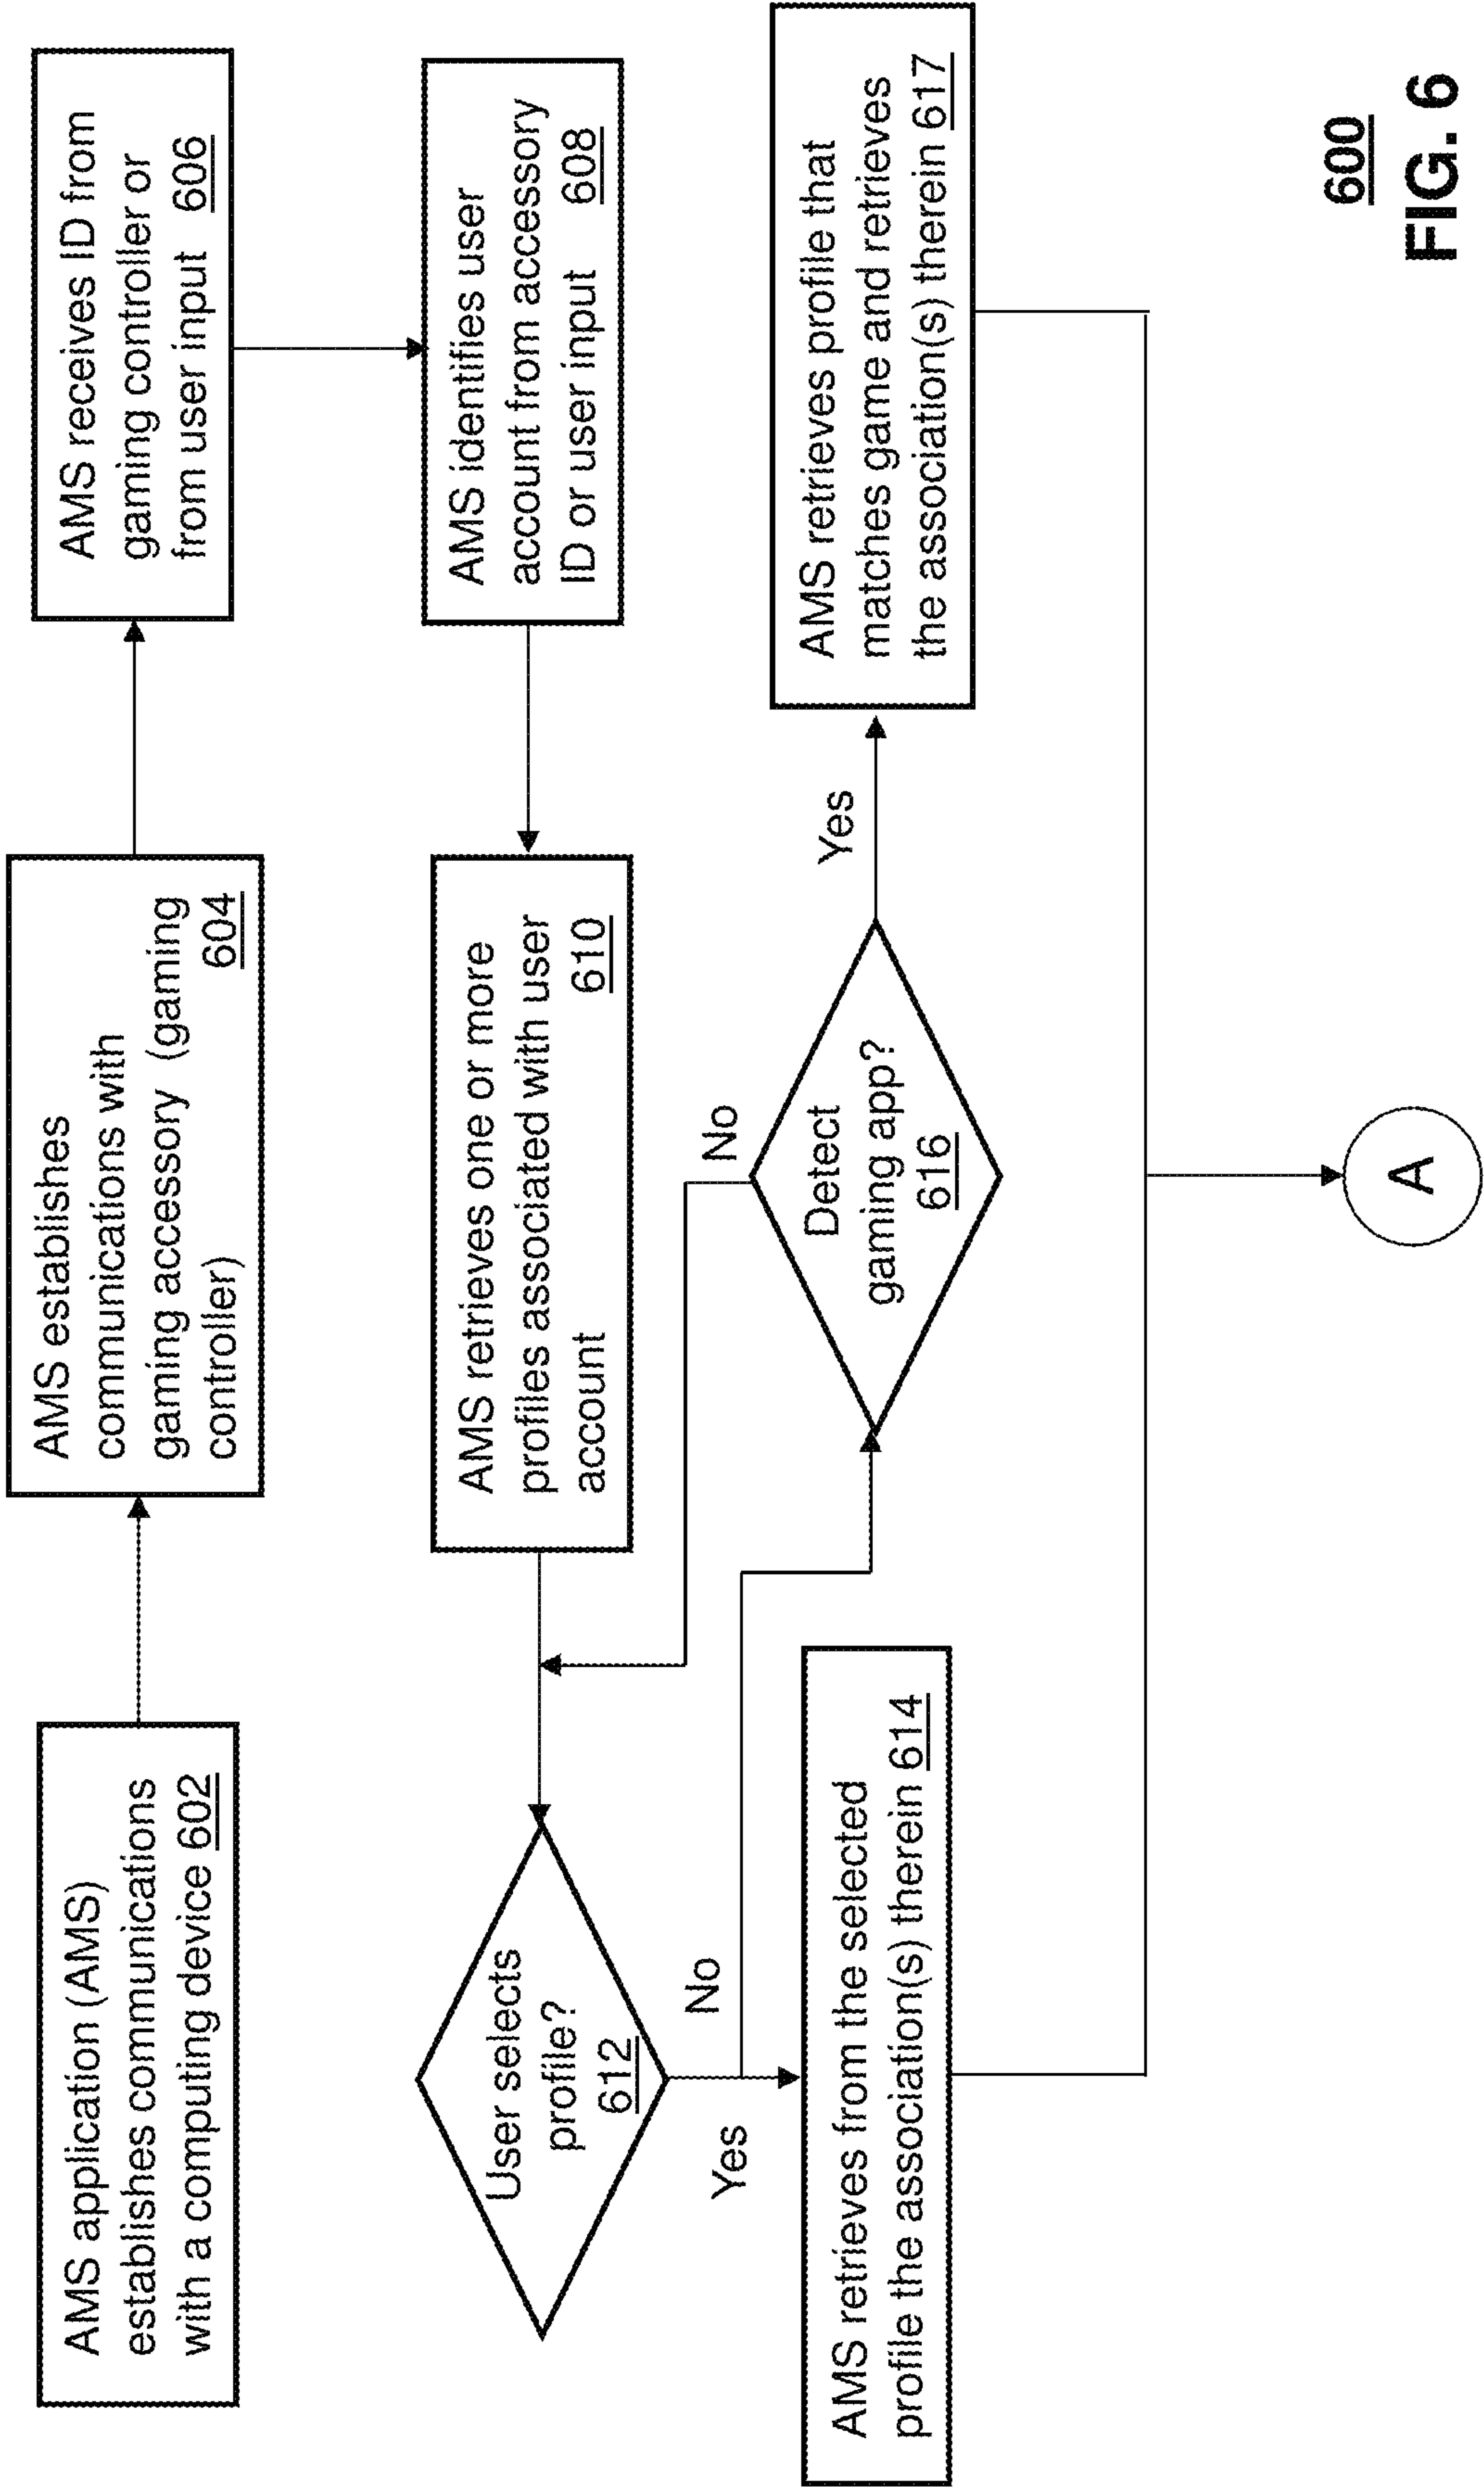 AMS application (AMS)
establishes communications
with a computing device 602
AMS establishes
communications with
gaming accessory (gaming
controller) 604
AMS receives ID from
gaming controller or
from user input 606
AMS identifies user
account from accessory
ID or user input 608
AMS retrieves one or more
profiles associated with user
account 610
User selects
profile?
612
No
Yes
AMS retrieves from the selected
profile the association(s) therein 614
Detect
gaming app?
616
No
Yes
AMS retrieves profile that
matches game and retrieves
the association(s) therein 617
A
600
FIG. 6